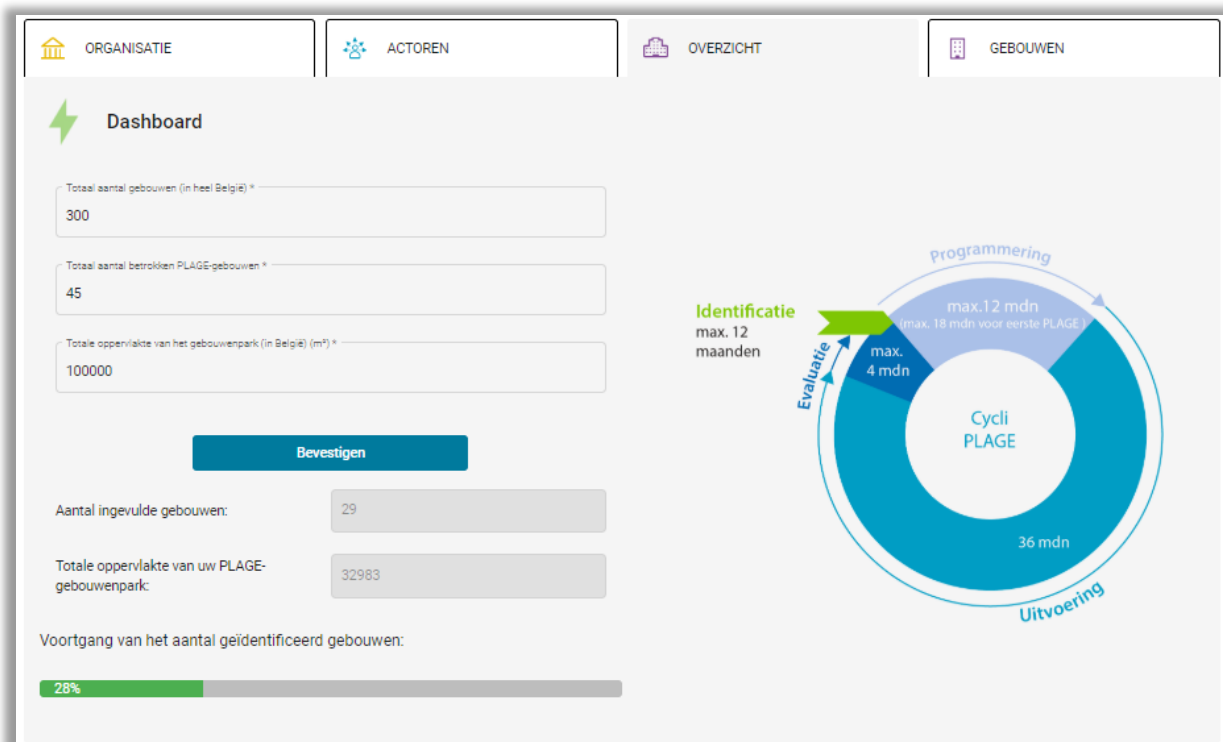 ORGANISATIE
ACTOREN
OVERZICHT
GEBOUWEN
Dashboard
Totaal aantal gebouwen (in heel België) *
300
Totaal aantal betrokken PLAGE-gebouwen *
45
Totale oppervlakte van het gebouwenpark (in België) (m²) *
100000
Bevestigen
Aantal ingevulde gebouwen:
29
Totale oppervlakte van uw PLAGE-
gebouwenpark:
32983
Voortgang van het aantal geïdentificeerd gebouwen:
28%
Programmering
max.12 mdn
(max. 18 mdn voor eerste PLAGE )
Identificatie
max. 12
maanden
Evaluatie
max.
4 mdn
Cycli
PLAGE
36 mdn
Uitvoering